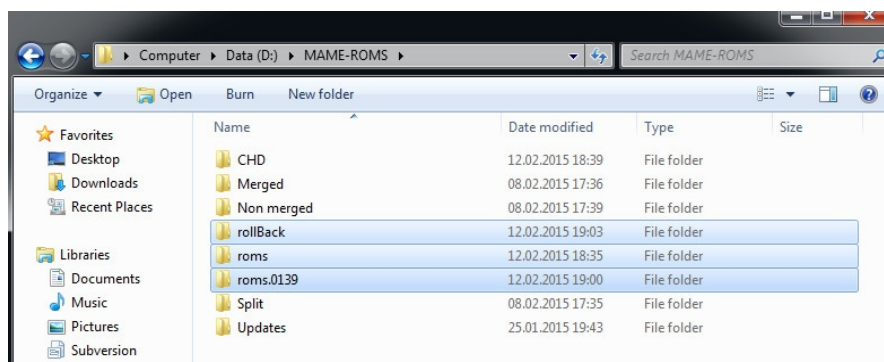 Computer Data (D:) MAME-ROMS Search MAME-ROMS
Organize Open Burn New folder
Name Date modified Type Size
Favorites
Desktop
Downloads
Recent Places
Libraries
Documents
Music
Pictures
Subversion
CHD 12.02.2015 18:39 File folder
Merged 08.02.2015 17:36 File folder
Non merged 08.02.2015 17:39 File folder
rollBack 12.02.2015 19:03 File folder
roms 12.02.2015 18:35 File folder
roms.0139 12.02.2015 19:00 File folder
Split 08.02.2015 17:35 File folder
Updates 25.01.2015 19:43 File folder